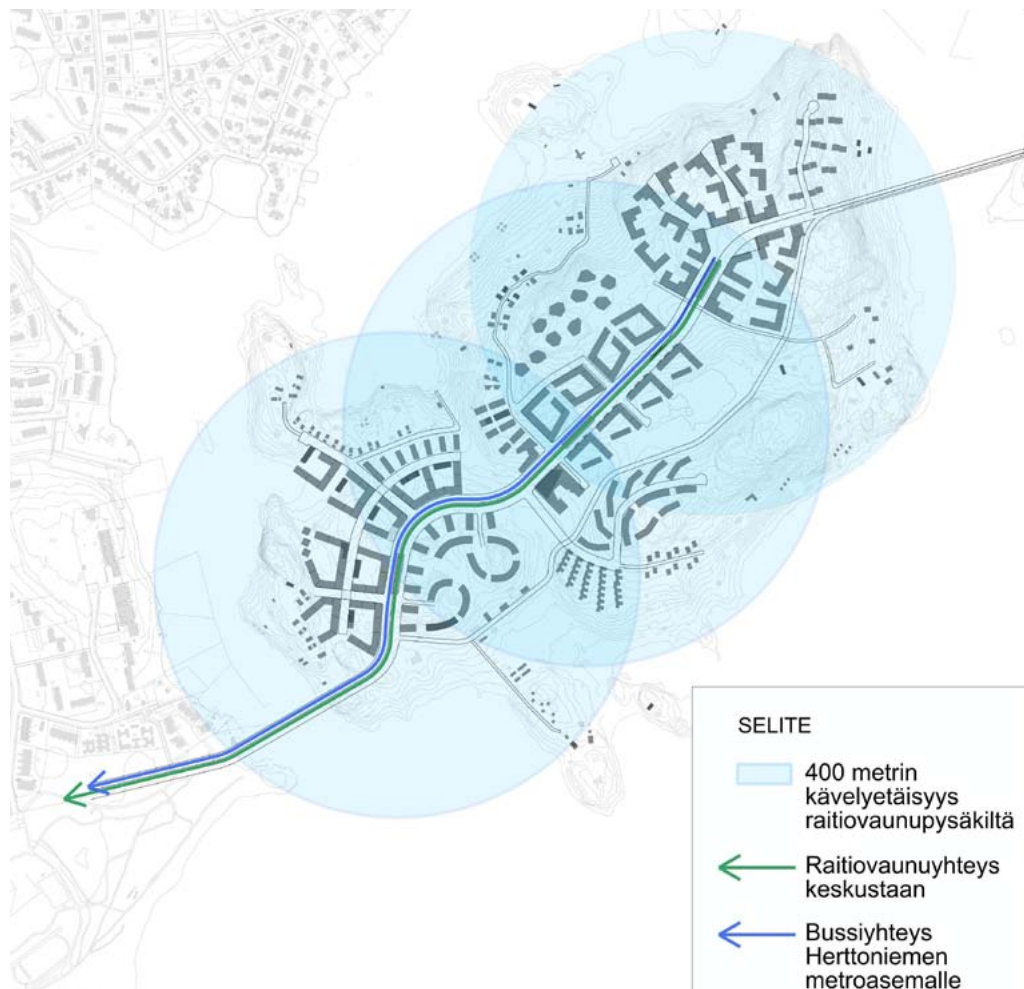 SELITE
400 metrin
kävelyetäisyys
raitiovaunupysäkiltä
Raitiovaunuyhteys
keskustaan
Bussiyhteys
Herttoniemen
metroasemalle